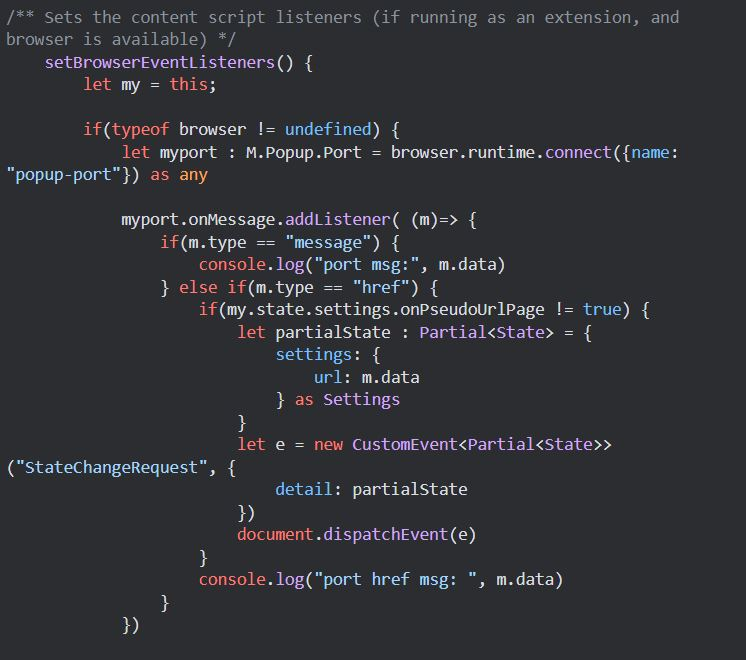 /** Sets the content script listeners (if running as an extension, and
browser is available) */
    setBrowserEventListeners() {
        let my = this;

        if(typeof browser != undefined) {
            let myport : M.Popup.Port = browser.runtime.connect({name:
"popup-port"}) as any

            myport.onMessage.addListener( (m)=> {
                if(m.type == "message") {
                    console.log("port msg:", m.data)
                } else if(m.type == "href") {
                    if(my.state.settings.onPseudoUrlPage != true) {
                        let partialState : Partial<State> = {
                            settings: {
                                url: m.data
                            } as Settings
                        }
                        let e = new CustomEvent<Partial<State>>
("StateChangeRequest", {
                            detail: partialState
                        })
                        document.dispatchEvent(e)
                    }
                    console.log("port href msg: ", m.data)
                }
            })